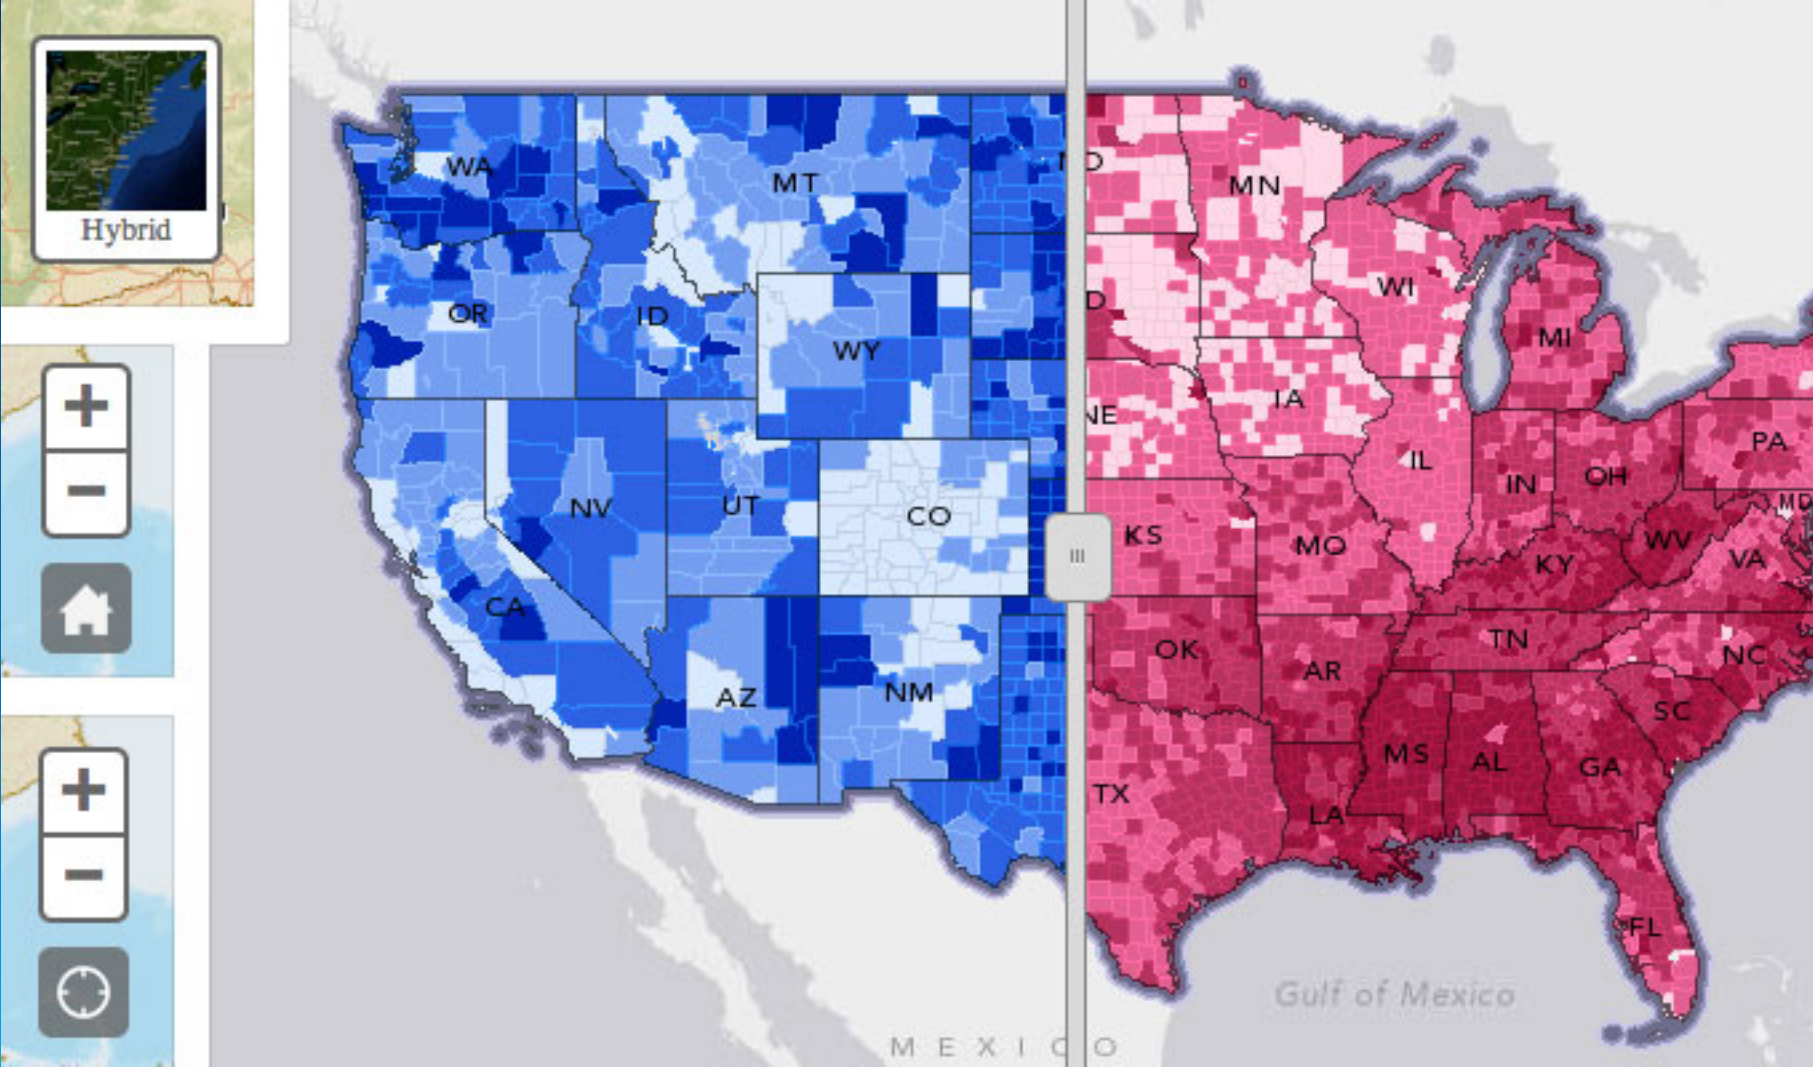 Hybrid
+
−
+
−
WA
MT
MN
OR
ID
WI
WY
MI
IA
NE
PA
IL
OH
IN
NV
UT
CO
MD
KS
MO
WV
KY
VA
CA
TN
OK
NC
AR
AZ
NM
SC
MS
AL
GA
TX
LA
FL
Gulf of Mexico
MEXICO